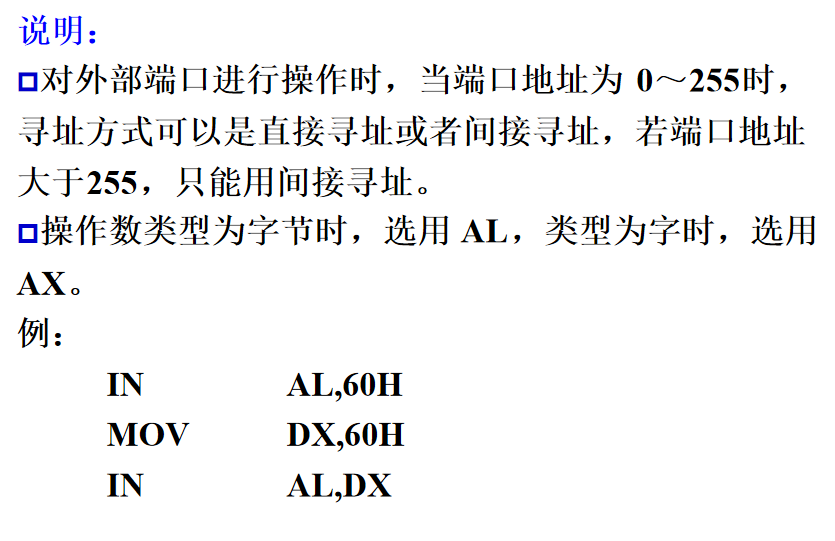 说明：
对外部端口进行操作时，当端口地址为 0～255时，
寻址方式可以是直接寻址或者间接寻址，若端口地址
大于255，只能用间接寻址。
操作数类型为字节时，选用 AL，类型为字时，选用
AX。
例：
IN AL,60H
MOV DX,60H
IN AL,DX